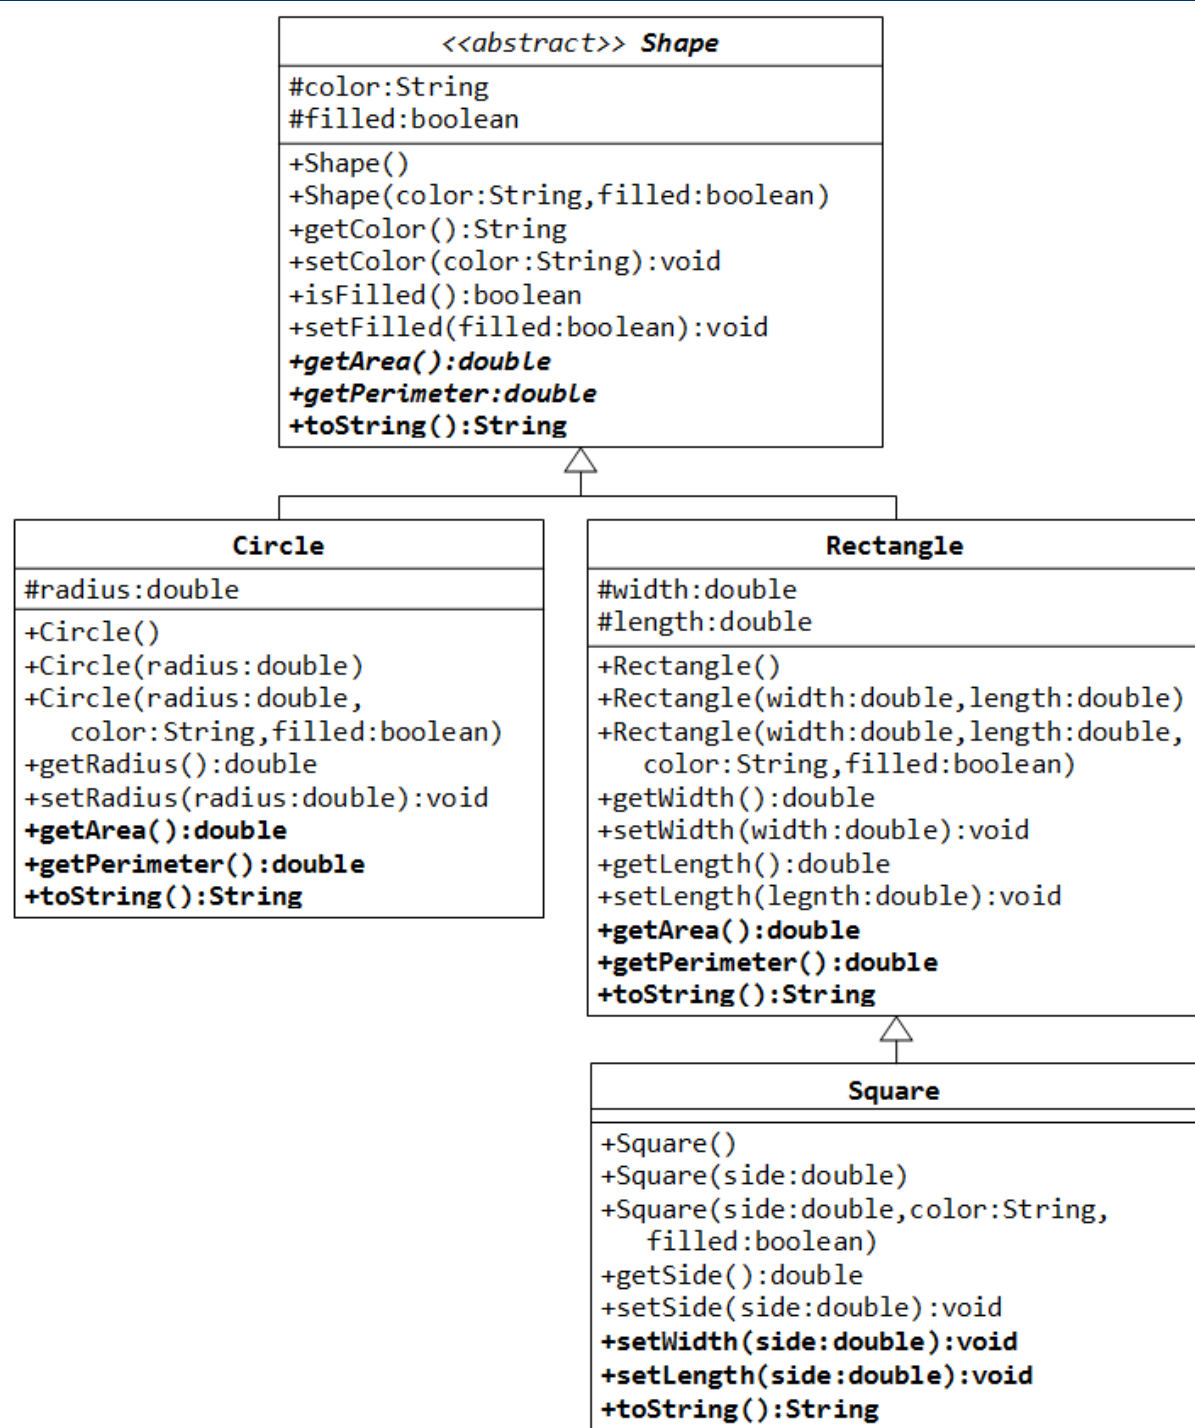 <<abstract>> Shape
#color:String
#filled:boolean
+Shape()
+Shape(color:String,filled:boolean)
+getColor():String
+setColor(color:String):void
+isFilled():boolean
+setFilled(filled:boolean):void
+getArea():double
+getPerimeter:double
+toString():String
Circle
#radius:double
+Circle()
+Circle(radius:double)
+Circle(radius:double,
color:String,filled:boolean)
+getRadius():double
+setRadius(radius:double):void
+getArea():double
+getPerimeter():double
+toString():String
Rectangle
#width:double
#length:double
+Rectangle()
+Rectangle(width:double,length:double)
+Rectangle(width:double,length:double,
color:String,filled:boolean)
+getWidth():double
+setWidth(width:double):void
+getLength():double
+setLength(legnth:double):void
+getArea():double
+getPerimeter():double
+toString():String
Square
+Square()
+Square(side:double)
+Square(side:double,color:String,
filled:boolean)
+getSide():double
+setSide(side:double):void
+setWidth(side:double):void
+setLength(side:double):void
+toString():String